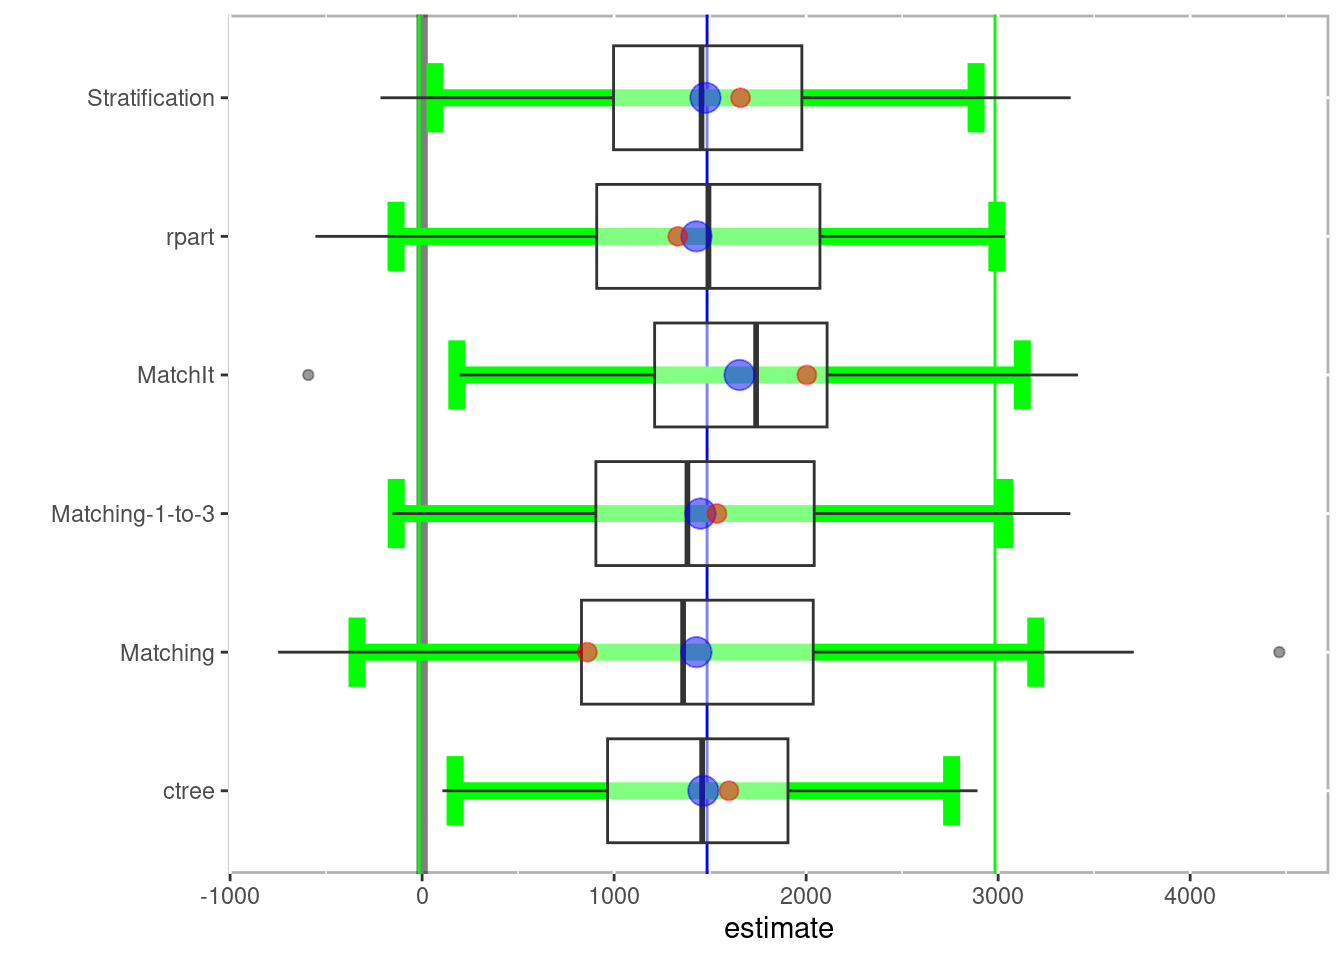 Stratification
rpart
MatchIt
Matching-1-to-3
Matching
ctree
-1000 0 1000 2000 3000 4000
estimate